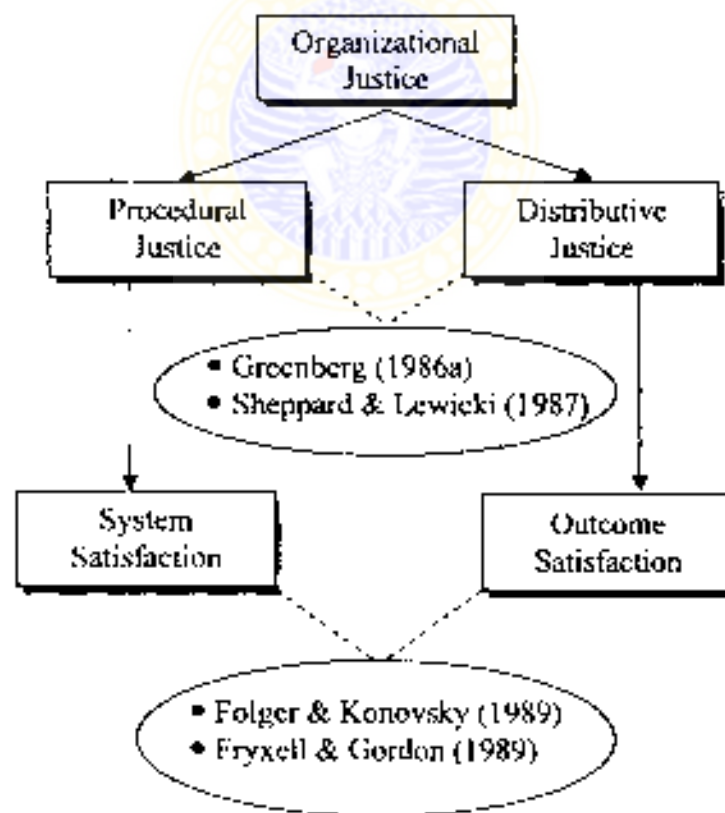 Organizational
Justice
Procedural
Justice
Distributive
Justice
• Greenberg (1986a)
• Sheppard & Lewicki (1987)
System
Satisfaction
Outcome
Satisfaction
• Folger & Konovsky (1989)
• Fryxell & Gordon (1989)